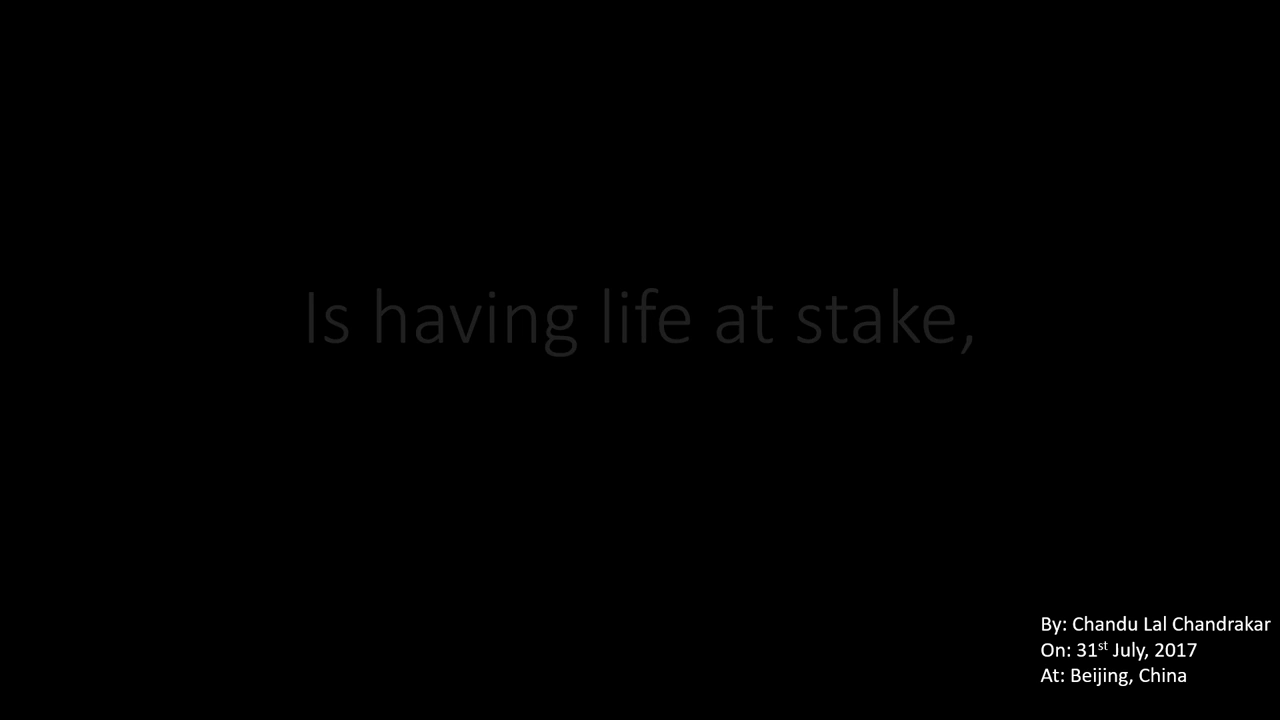 Is having life at stake,
By: Chandu Lal Chandrakar
On: 31st July, 2017
At: Beijing, China